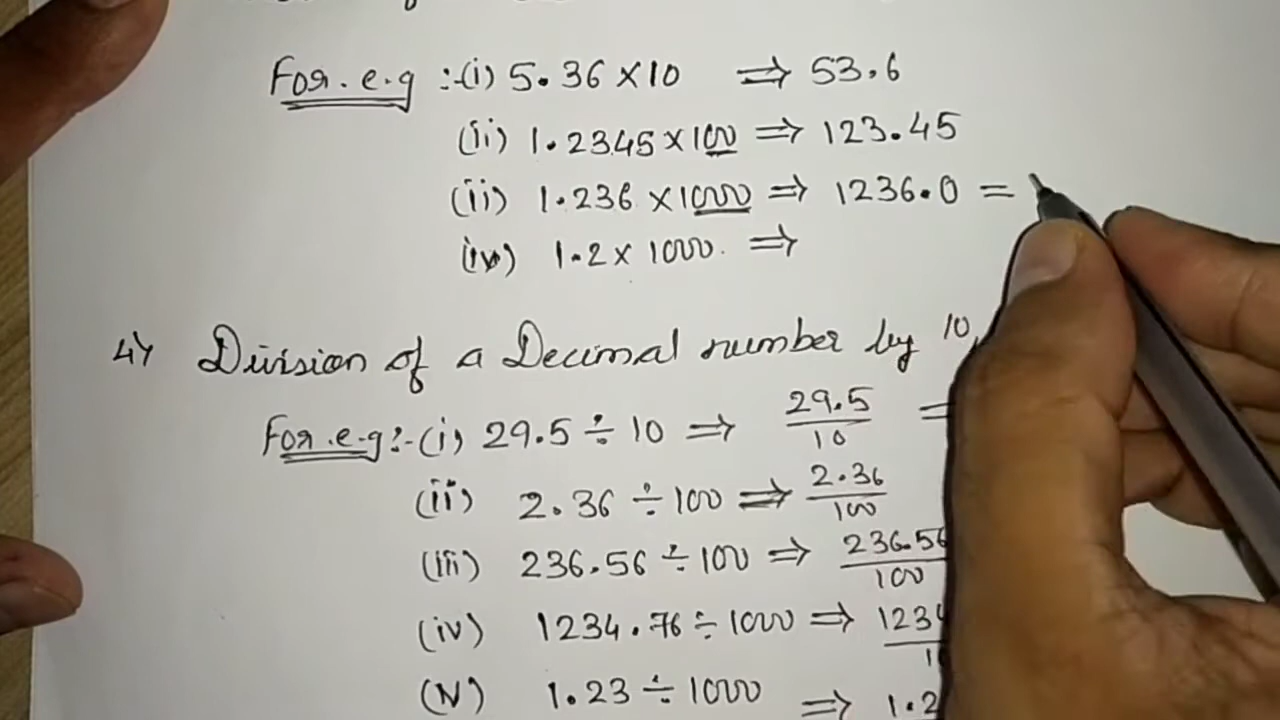 For.e.g :-(i) 5.36 × 10 ⇒ 53.6
(ii) 1.2345 × 100 ⇒ 123.45
(ii) 1.236 × 1000 ⇒ 1236.0 =
(iv) 1.2 × 1000. ⇒
4) Division of a Decimal number by 10,
For.e.g:-(i) 29.5 ÷ 10 ⇒ 29.5/10 =
(ii) 2.36 ÷ 100 ⇒ 2.36/100
(iii) 236.56 ÷ 100 ⇒ 236.56/100
(iv) 1234.76 ÷ 1000 ⇒ 1234
(V) 1.23 ÷ 1000 ⇒ 1.2